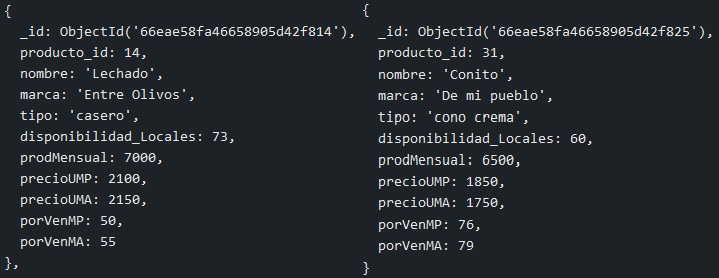 {
_id: ObjectId('66eae58fa46658905d42f814'),
producto_id: 14,
nombre: 'Lechado',
marca: 'Entre Olivos',
tipo: 'casero',
disponibilidad_Locales: 73,
prodMensual: 7000,
precioUMP: 2100,
precioUMA: 2150,
porVenMP: 50,
porVenMA: 55
},
{
_id: ObjectId('66eae58fa46658905d42f825'),
producto_id: 31,
nombre: 'Conito',
marca: 'De mi pueblo',
tipo: 'cono crema',
disponibilidad_Locales: 60,
prodMensual: 6500,
precioUMP: 1850,
precioUMA: 1750,
porVenMP: 76,
porVenMA: 79
}